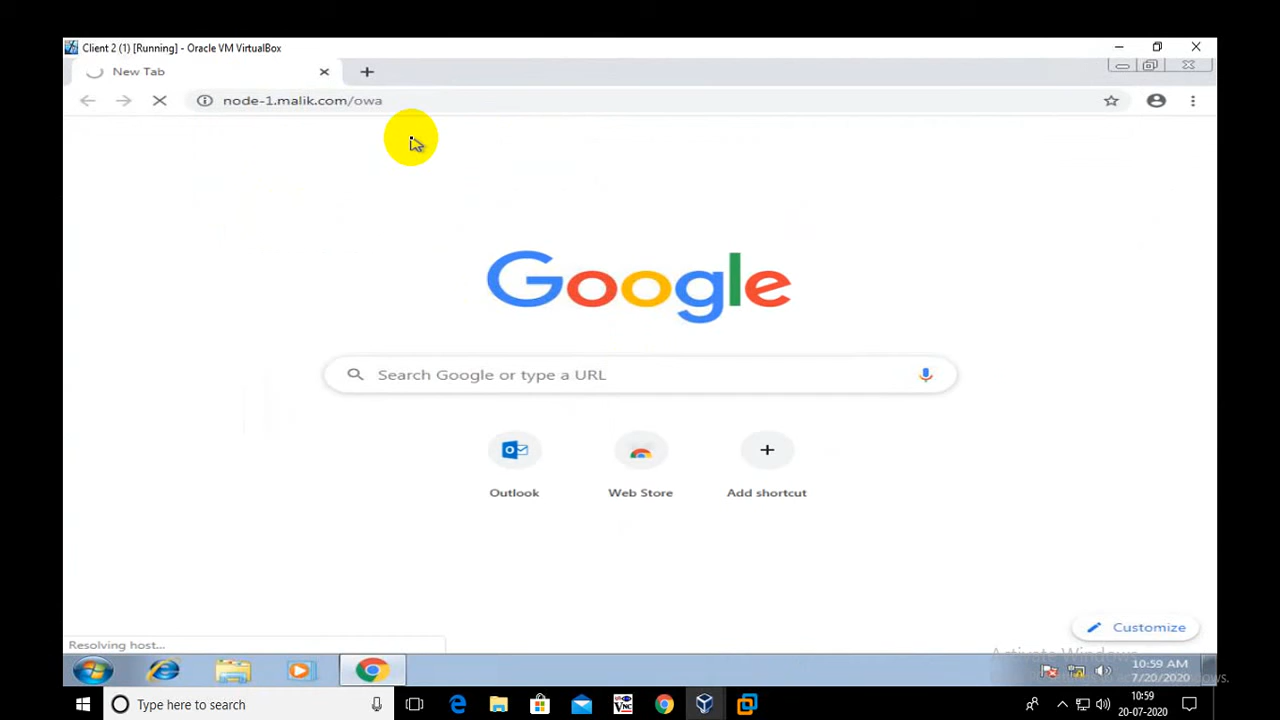 Client 2 (1) [Running] - Oracle VM VirtualBox
New Tab
node-1.malik.com/owa
Google
Search Google or type a URL
Outlook
Web Store
Add shortcut
Customize
Resolving host...
Activate Windows
10:59 AM
7/20/2020
Type here to search
10:59
20-07-2020